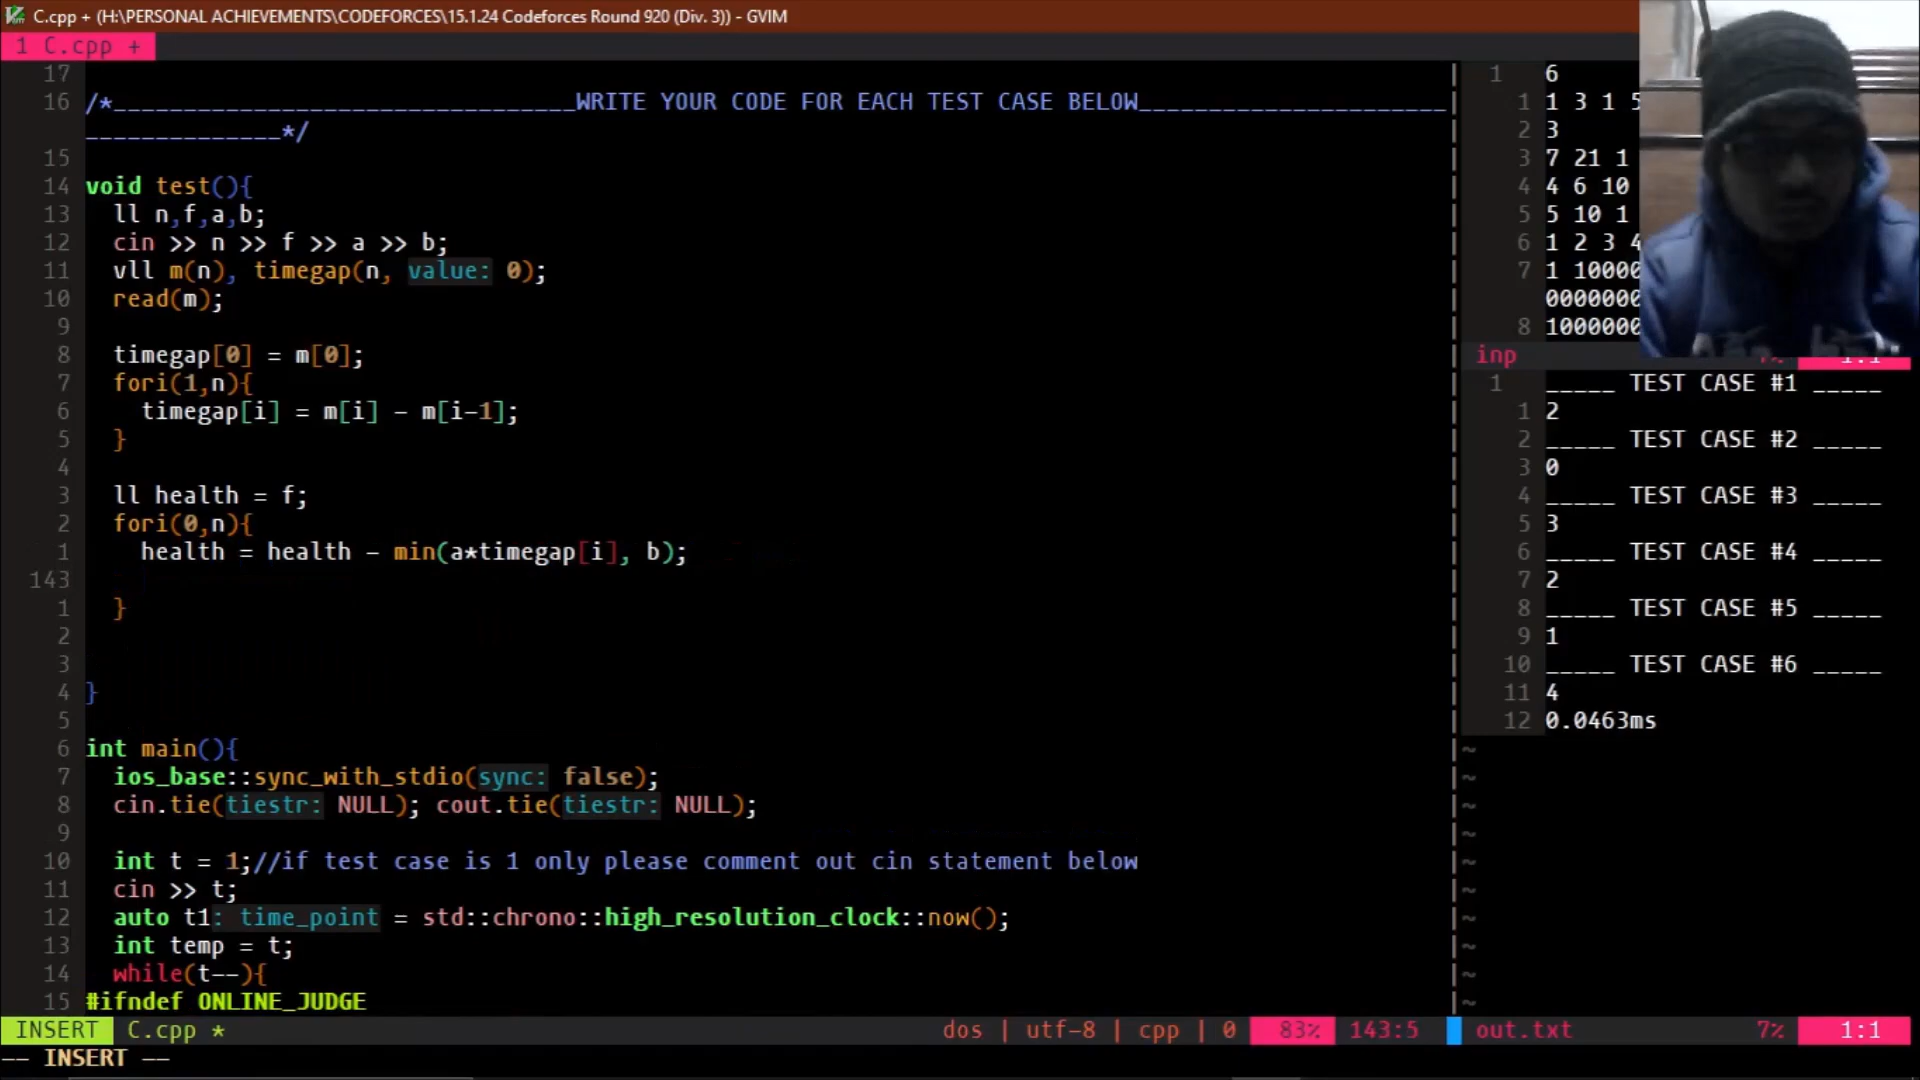 C.cpp + (H:\PERSONAL ACHIEVEMENTS\CODEFORCES\15.1.24 Codeforces Round 920 (Div. 3)) - GVIM
1 C.cpp +
17
16 /*_________________________________WRITE YOUR CODE FOR EACH TEST CASE BELOW______________________
______________*/
15
14 void test(){
13 ll n,f,a,b;
12 cin >> n >> f >> a >> b;
11 vll m(n), timegap(n, value: 0);
10 read(m);
9
8 timegap[0] = m[0];
7 fori(1,n){
6 timegap[i] = m[i] - m[i-1];
5 }
4
3 ll health = f;
2 fori(0,n){
1 health = health - min(a*timegap[i], b);
143
1 }
2
3
4 }
5
6 int main(){
7 ios_base::sync_with_stdio(sync: false);
8 cin.tie(tiestr: NULL); cout.tie(tiestr: NULL);
9
10 int t = 1;//if test case is 1 only please comment out cin statement below
11 cin >> t;
12 auto t1: time_point = std::chrono::high_resolution_clock::now();
13 int temp = t;
14 while(t--){
15 #ifndef ONLINE_JUDGE
INSERT C.cpp * dos | utf-8 | cpp | 0 83% 143:5
-- INSERT --
1 6
1 1 3 1 5
2 3
3 7 21 1
4 4 6 10
5 5 10 1
6 1 2 3 4
7 1 10000
0000000
8 1000000
inp 1:1
1 _____ TEST CASE #1 _____
1 2
2 _____ TEST CASE #2 _____
3 0
4 _____ TEST CASE #3 _____
5 3
6 _____ TEST CASE #4 _____
7 2
8 _____ TEST CASE #5 _____
9 1
10 _____ TEST CASE #6 _____
11 4
12 0.0463ms
~
~
~
~
~
~
~
~
~
~
out.txt 7% 1:1